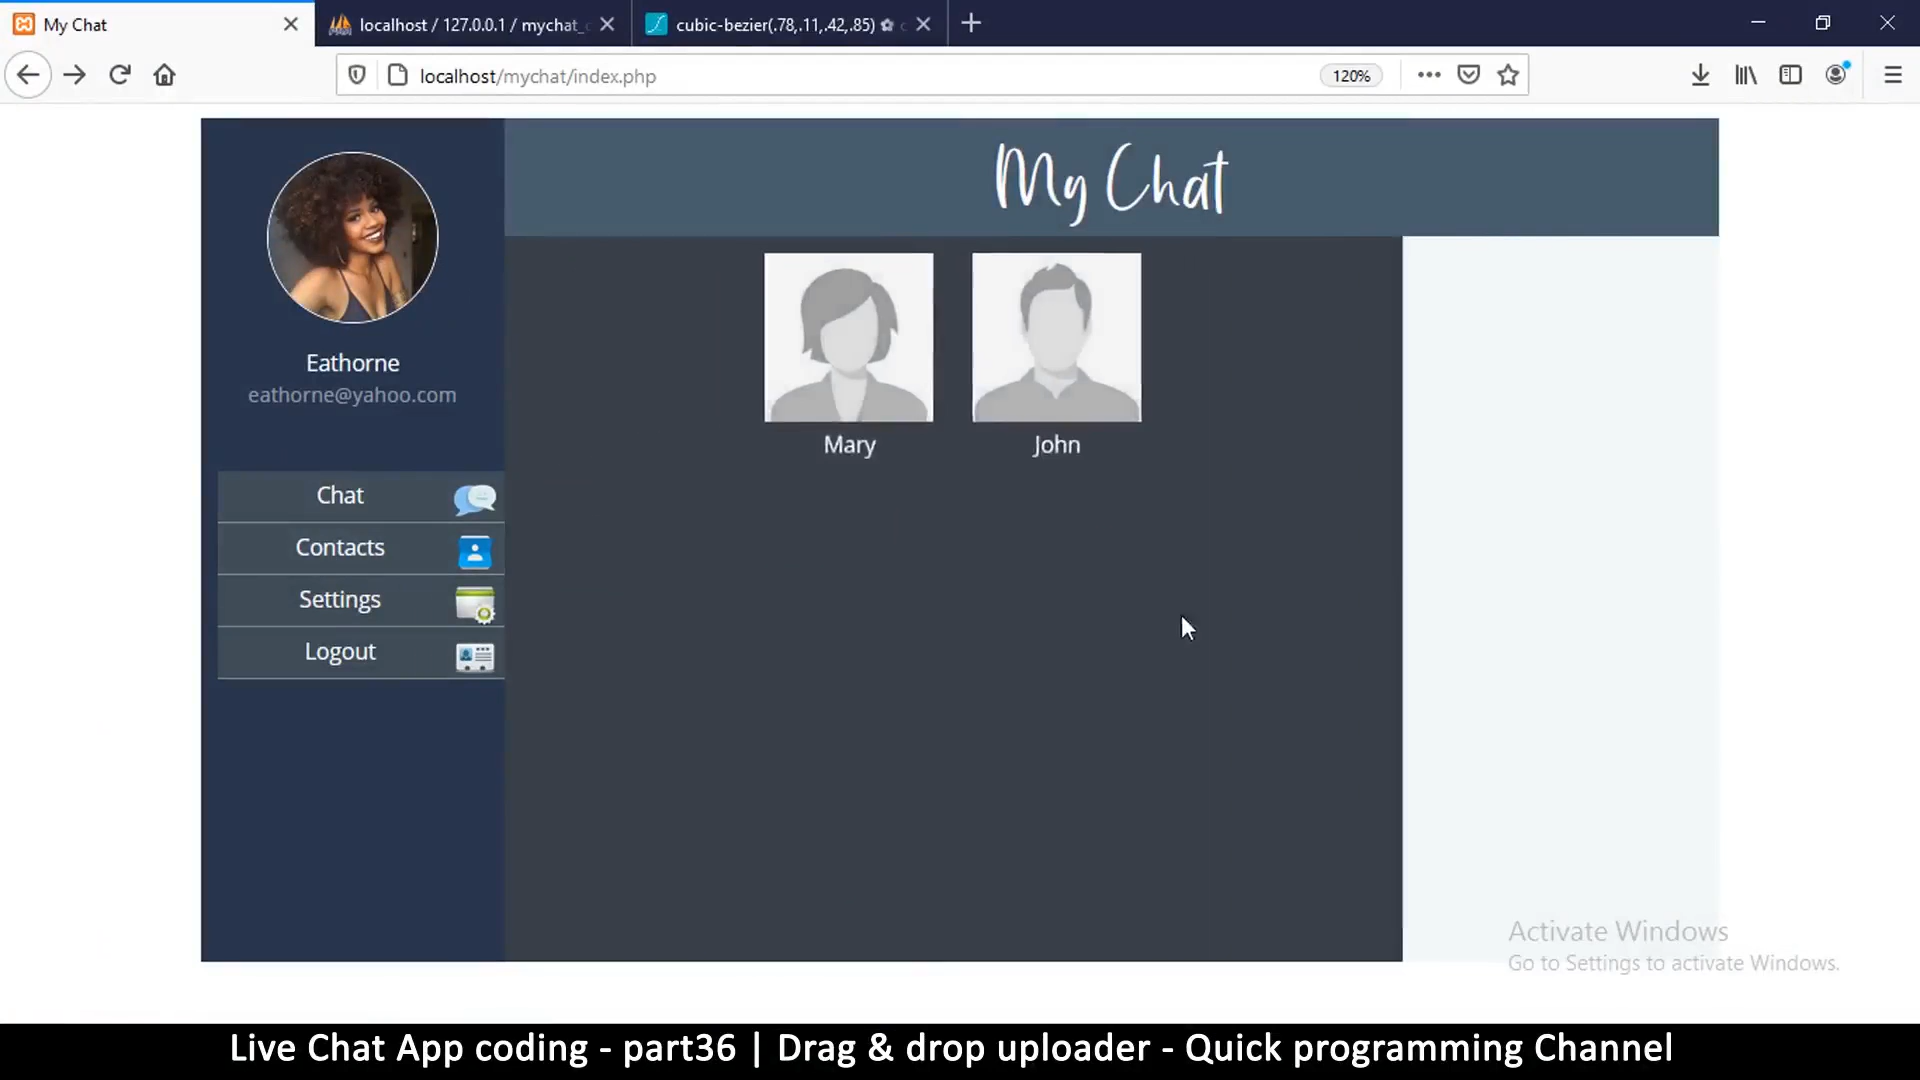 My Chat
localhost / 127.0.0.1 / mychat_
cubic-bezier(.78,.11,.42,.85) ✿ c
localhost/mychat/index.php
120%
My Chat
Eathorne
eathorne@yahoo.com
Mary
John
Chat
Contacts
Settings
Logout
Activate Windows
Go to Settings to activate Windows.
Live Chat App coding - part36 | Drag & drop uploader - Quick programming Channel